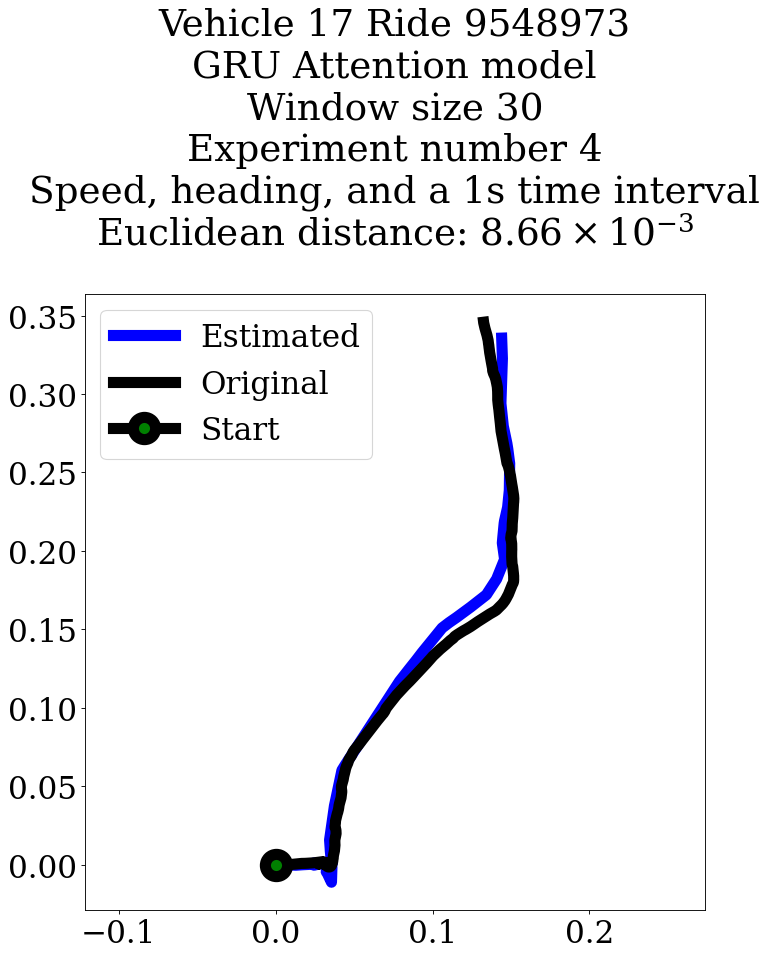 Vehicle 17 Ride 9548973
GRU Attention model
Window size 30
Experiment number 4
Speed, heading, and a 1s time interval
Euclidean distance: 8.66 × 10⁻³
0.35
Estimated
0.30
Original
Start
0.25
0.20
0.15
0.10
0.05
0.00
−0.1 0.0 0.1 0.2